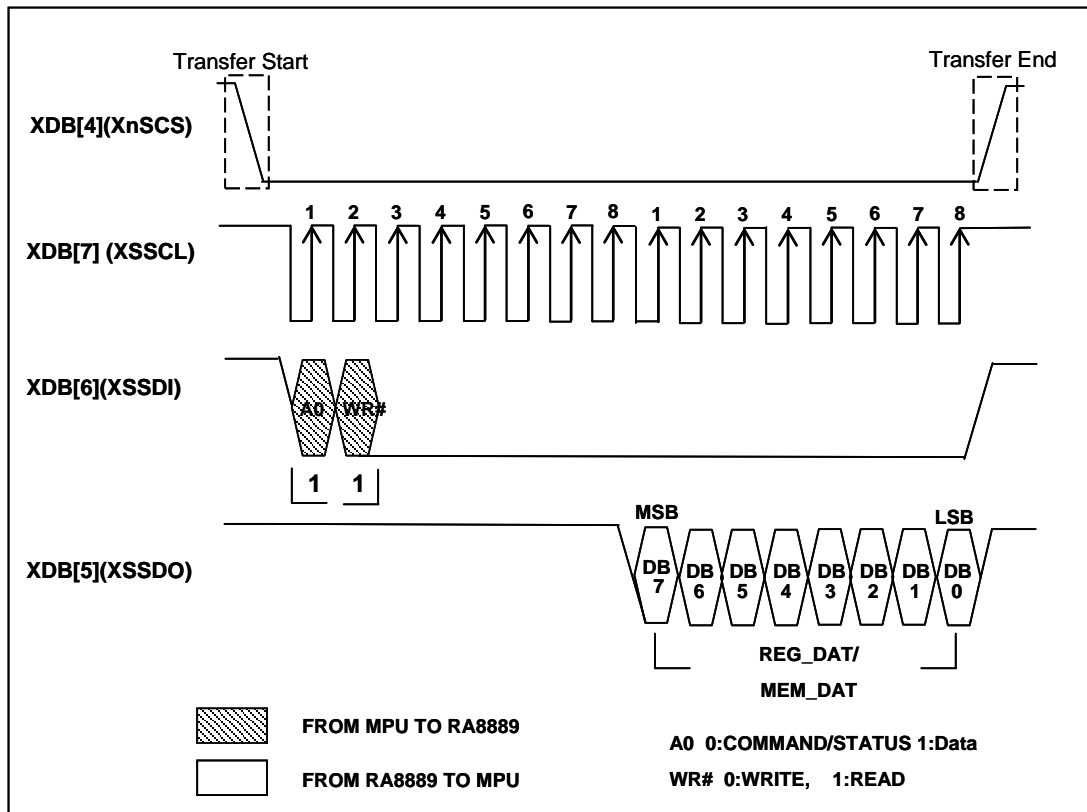 Transfer Start
Transfer End
XDB[4](XnSCS)
1 2 3 4 5 6 7 8 1 2 3 4 5 6 7 8
XDB[7] (XSSCL)
XDB[6](XSSDI)
A0 WR#
1 1
MSB LSB
XDB[5](XSSDO)
DB 7 DB 6 DB 5 DB 4 DB 3 DB 2 DB 1 DB 0
REG_DAT/
MEM_DAT
FROM MPU TO RA8889
A0 0:COMMAND/STATUS 1:Data
FROM RA8889 TO MPU
WR# 0:WRITE, 1:READ